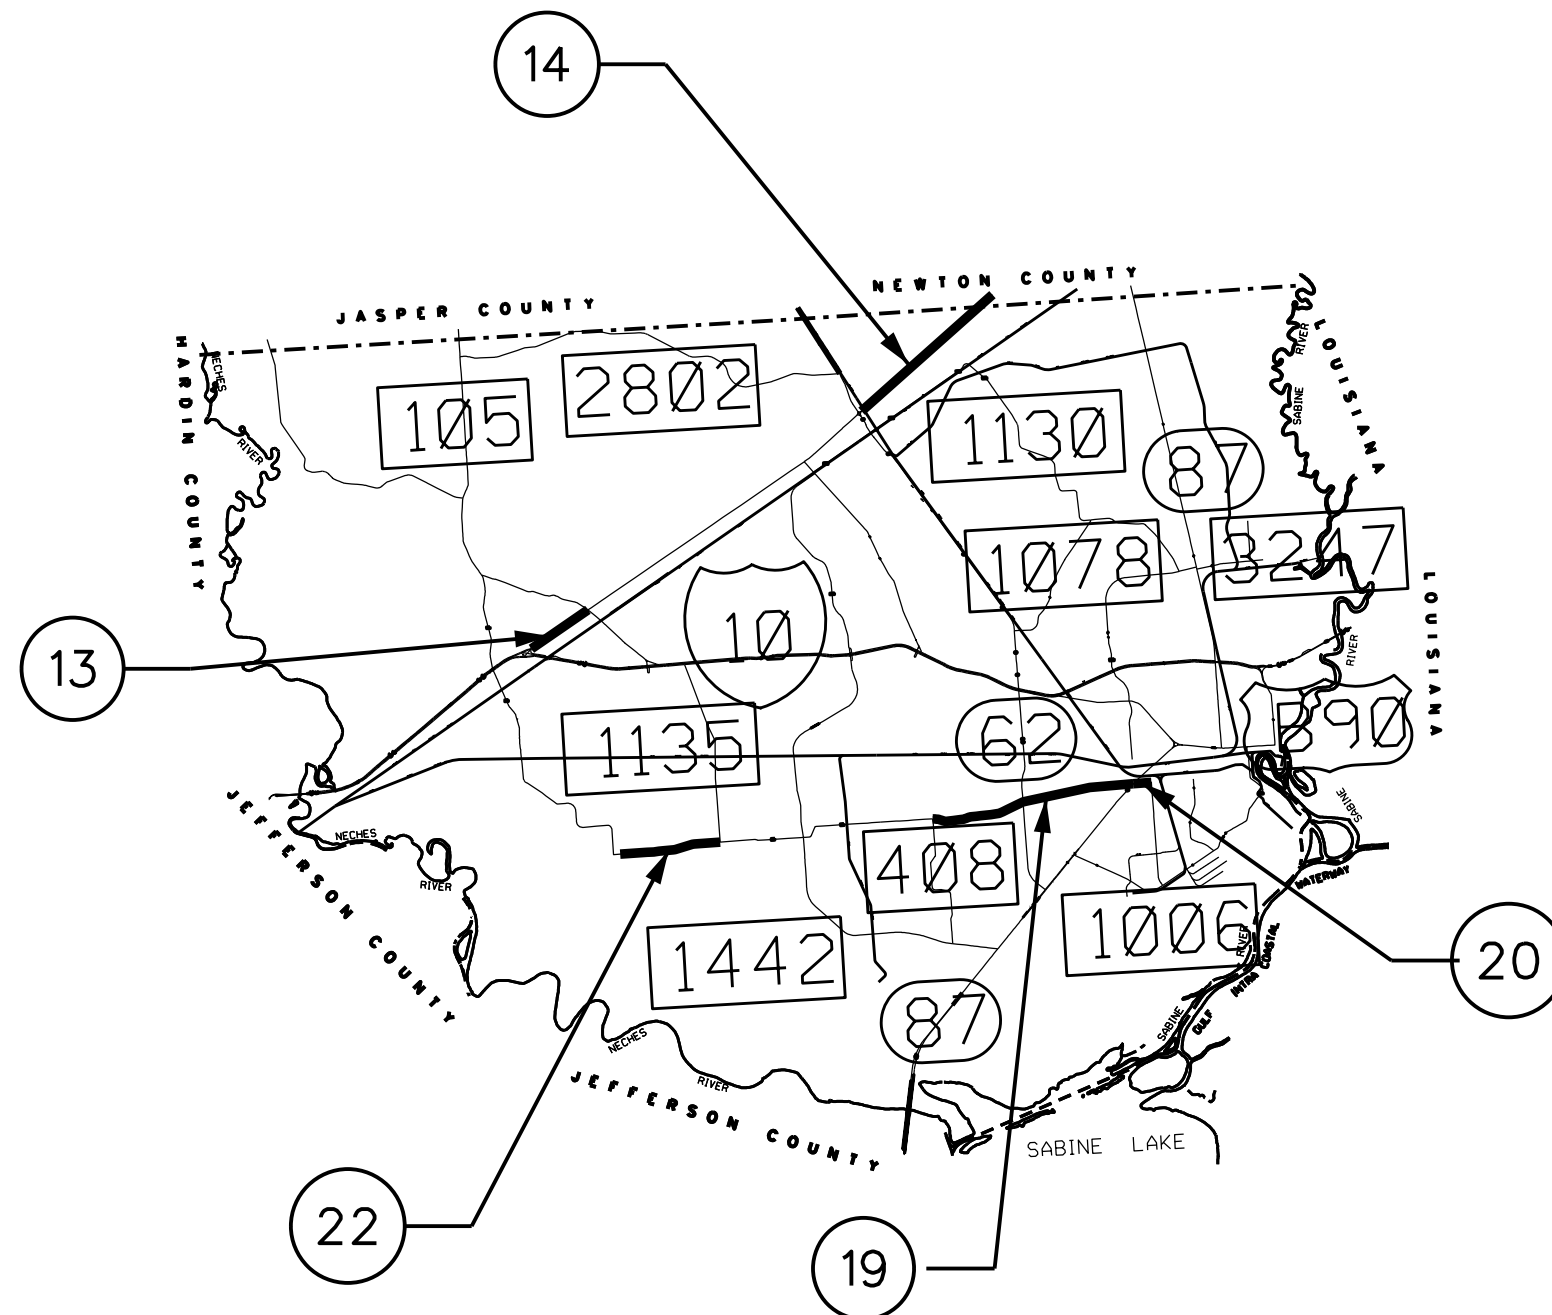 14
NEWTON COUNTY
JASPER COUNTY
HARDIN COUNTY
NECHES
RIVER
RIVER
SABINE
LOUISIANA
2802
105
1130
87
1078
3217
10
13
LOUISIANA
RIVER
62
90
1135
SABINE
JEFFERSON COUNTY
NECHES
RIVER
408
WATERWAY
1006
RIVER
INTRA COASTAL
20
1442
87
SABINE
GULF
NECHES
RIVER
JEFFERSON COUNTY
SABINE LAKE
22
19